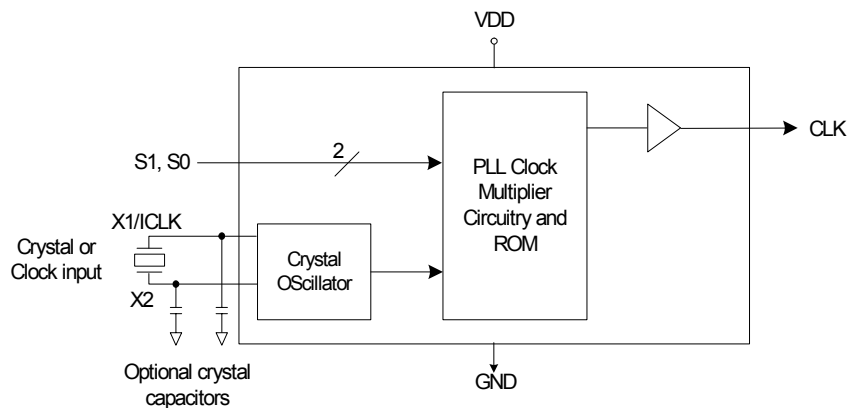 VDD
CLK
2
S1, S0
PLL Clock
Multiplier
Circuitry and
ROM
X1/ICLK
Crystal or
Clock input
Crystal
OScillator
X2
Optional crystal
capacitors
GND